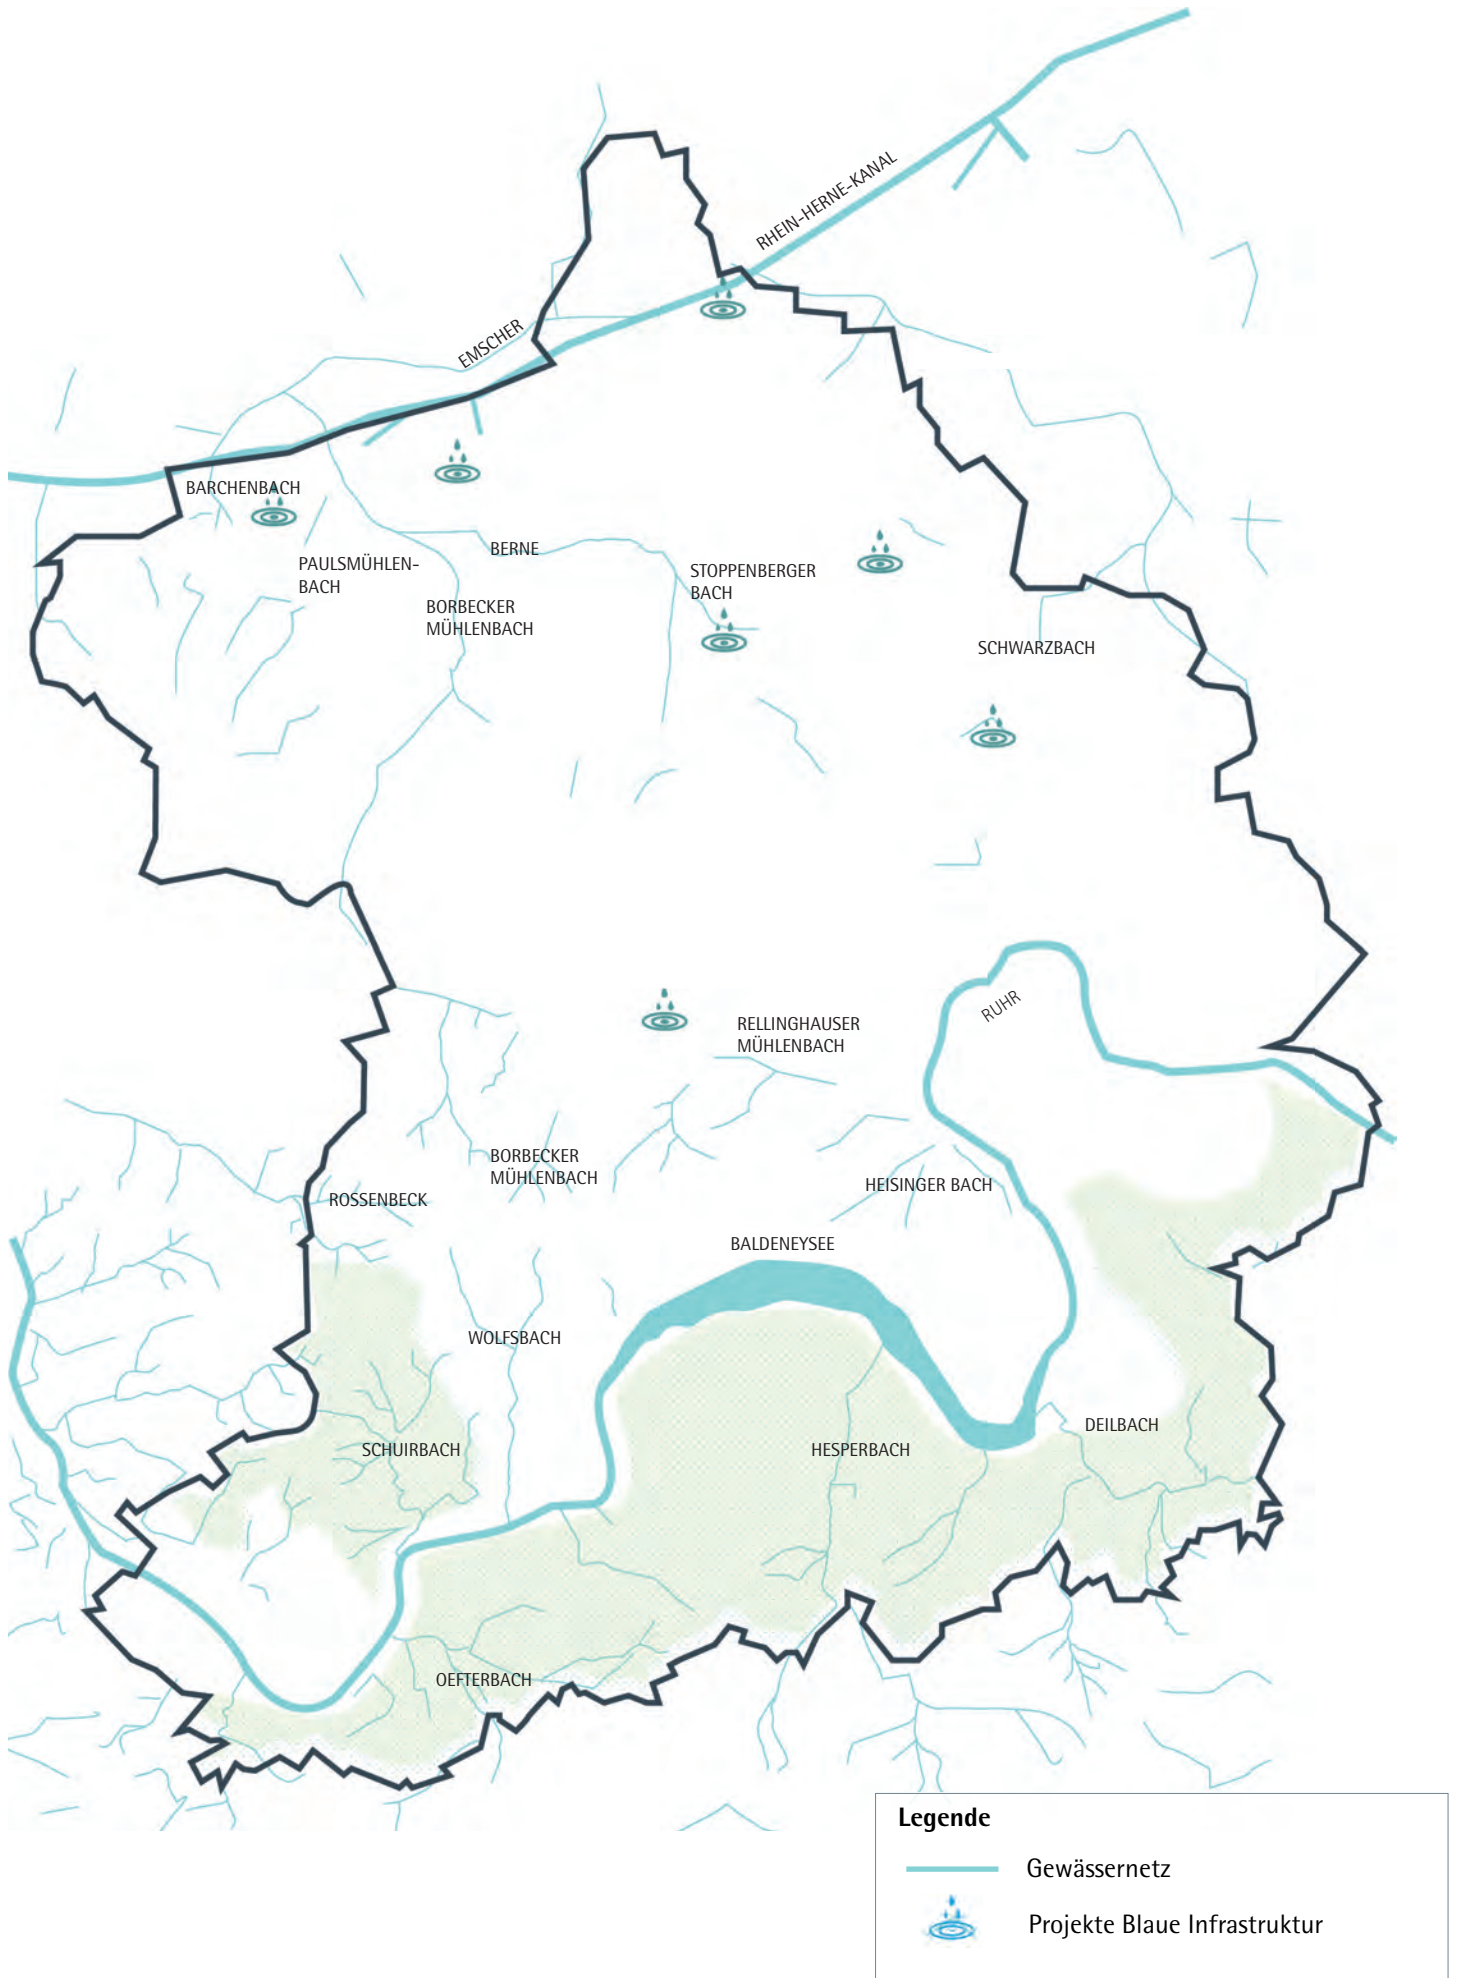 RHEIN-HERNE-KANAL
EMSCHER
BARCHENBACH
BERNE
PAULSMÜHLEN-
BACH
STOPPENBERGER
BACH
BORBECKER
MÜHLENBACH
SCHWARZBACH
RUHR
RELLINGHAUSER
MÜHLENBACH
BORBECKER
MÜHLENBACH
HEISINGER BACH
ROSSENBECK
BALDENEYSEE
WOLFSBACH
DEILBACH
SCHUIRBACH
HESPERBACH
OEFTERBACH
Legende
Gewässernetz
Projekte Blaue Infrastruktur